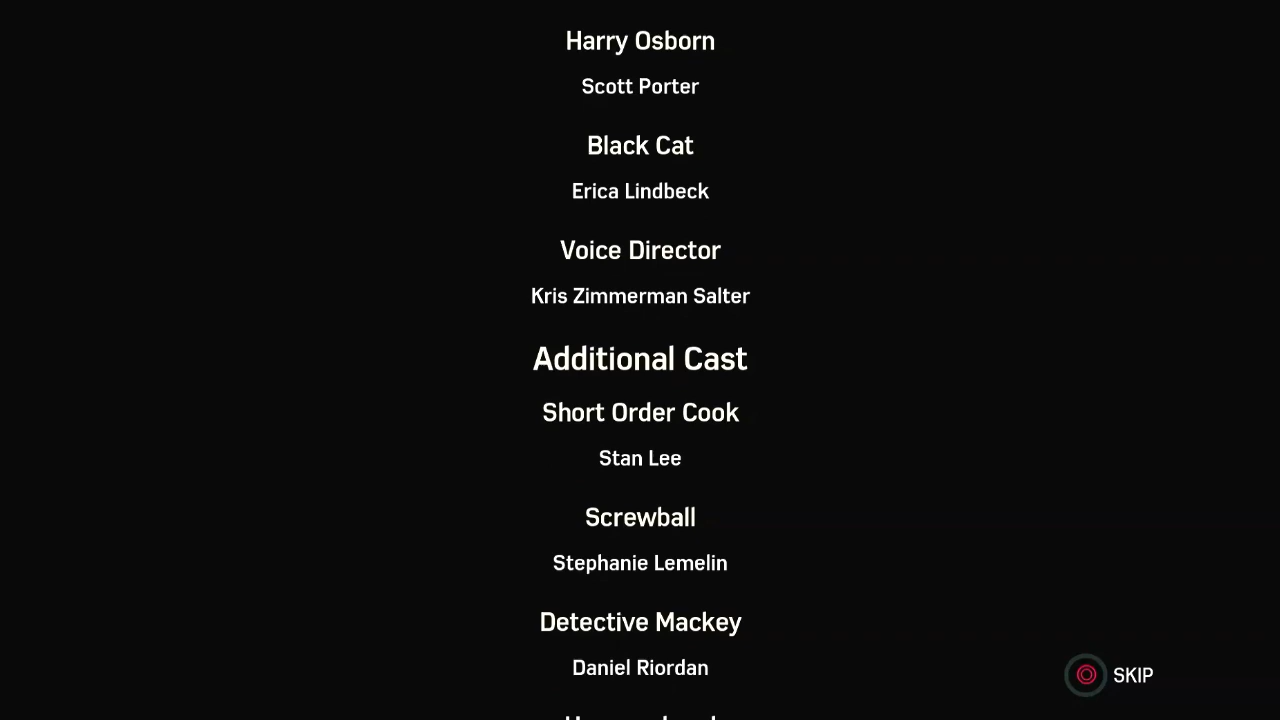 Harry Osborn
Scott Porter
Black Cat
Erica Lindbeck
Voice Director
Kris Zimmerman Salter
Additional Cast
Short Order Cook
Stan Lee
Screwball
Stephanie Lemelin
Detective Mackey
Daniel Riordan
SKIP